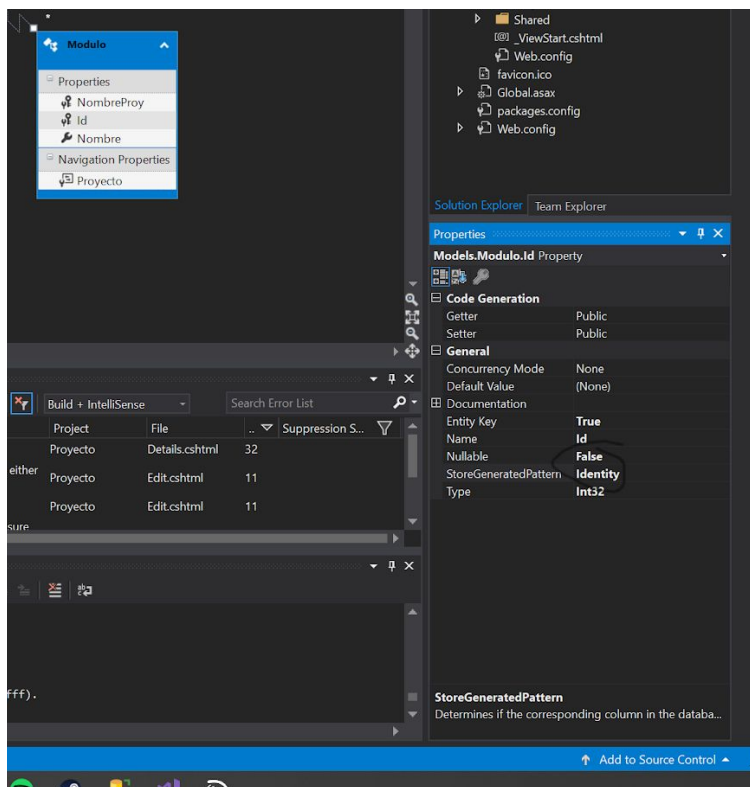 Modulo
Properties
NombreProy
Id
Nombre
Navigation Properties
Proyecto
Shared
_ViewStart.cshtml
Web.config
favicon.ico
Global.asax
packages.config
Web.config
Solution Explorer Team Explorer
Properties
Models.Modulo.Id Property
Code Generation
Getter Public
Setter Public
General
Concurrency Mode None
Default Value (None)
Documentation
Entity Key True
Name Id
Nullable False
StoreGeneratedPattern Identity
Type Int32
Build + IntelliSense
Search Error List
Project File .. Suppression S...
Proyecto Details.cshtml 32
either Proyecto Edit.cshtml 11
Proyecto Edit.cshtml 11
sure
fff).
StoreGeneratedPattern
Determines if the corresponding column in the databa...
Add to Source Control